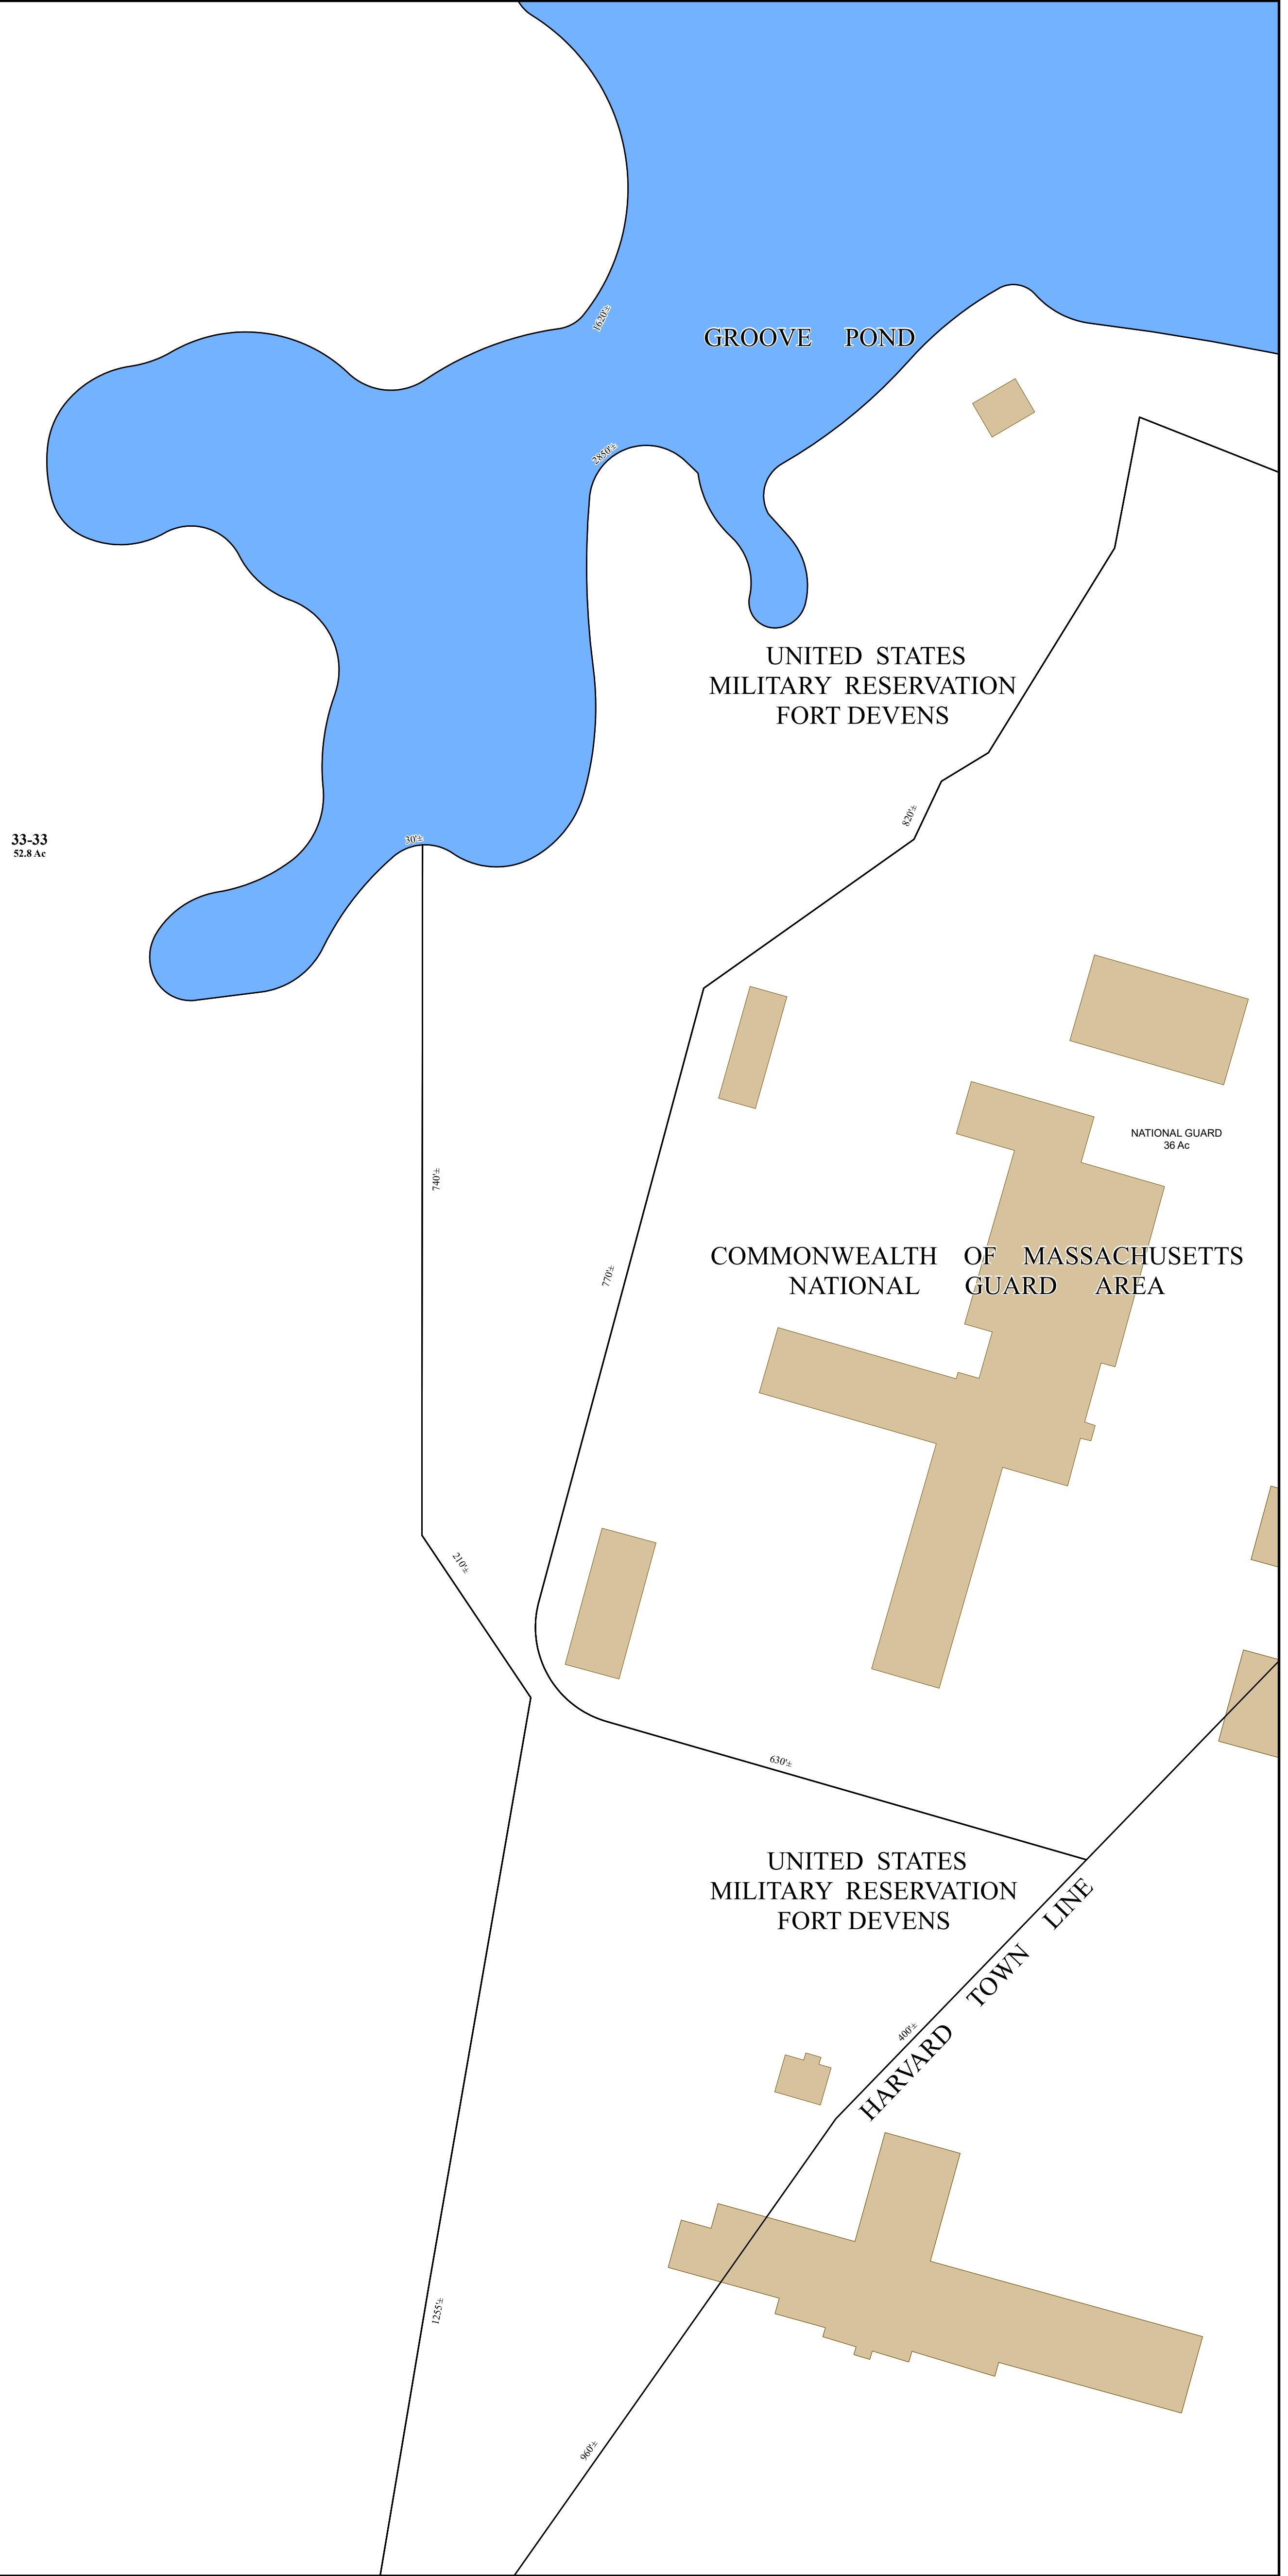 1620'±
GROOVE POND
2850'±
UNITED STATES
MILITARY RESERVATION
FORT DEVENS
820'±
33-33
52.8 Ac
30'±
NATIONAL GUARD
36 Ac
740'±
COMMONWEALTH OF MASSACHUSETTS
NATIONAL GUARD AREA
770'±
210'±
630'±
UNITED STATES
MILITARY RESERVATION
FORT DEVENS
HARVARD TOWN LINE
400'±
1255'±
960'±